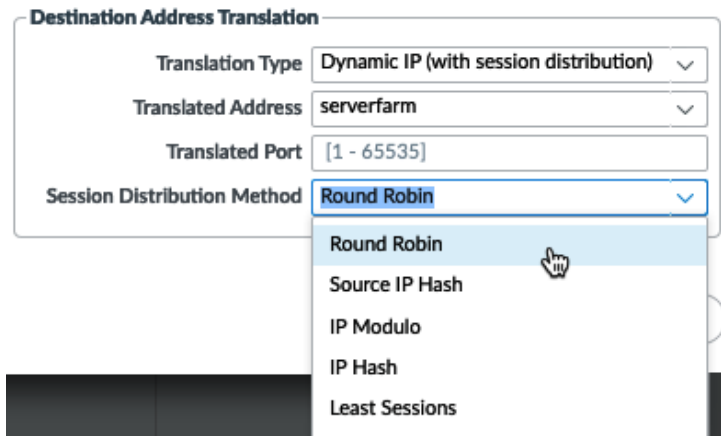 Destination Address Translation
Translation Type Dynamic IP (with session distribution)
Translated Address serverfarm
Translated Port [1 - 65535]
Session Distribution Method Round Robin
Round Robin
Source IP Hash
IP Modulo
IP Hash
Least Sessions